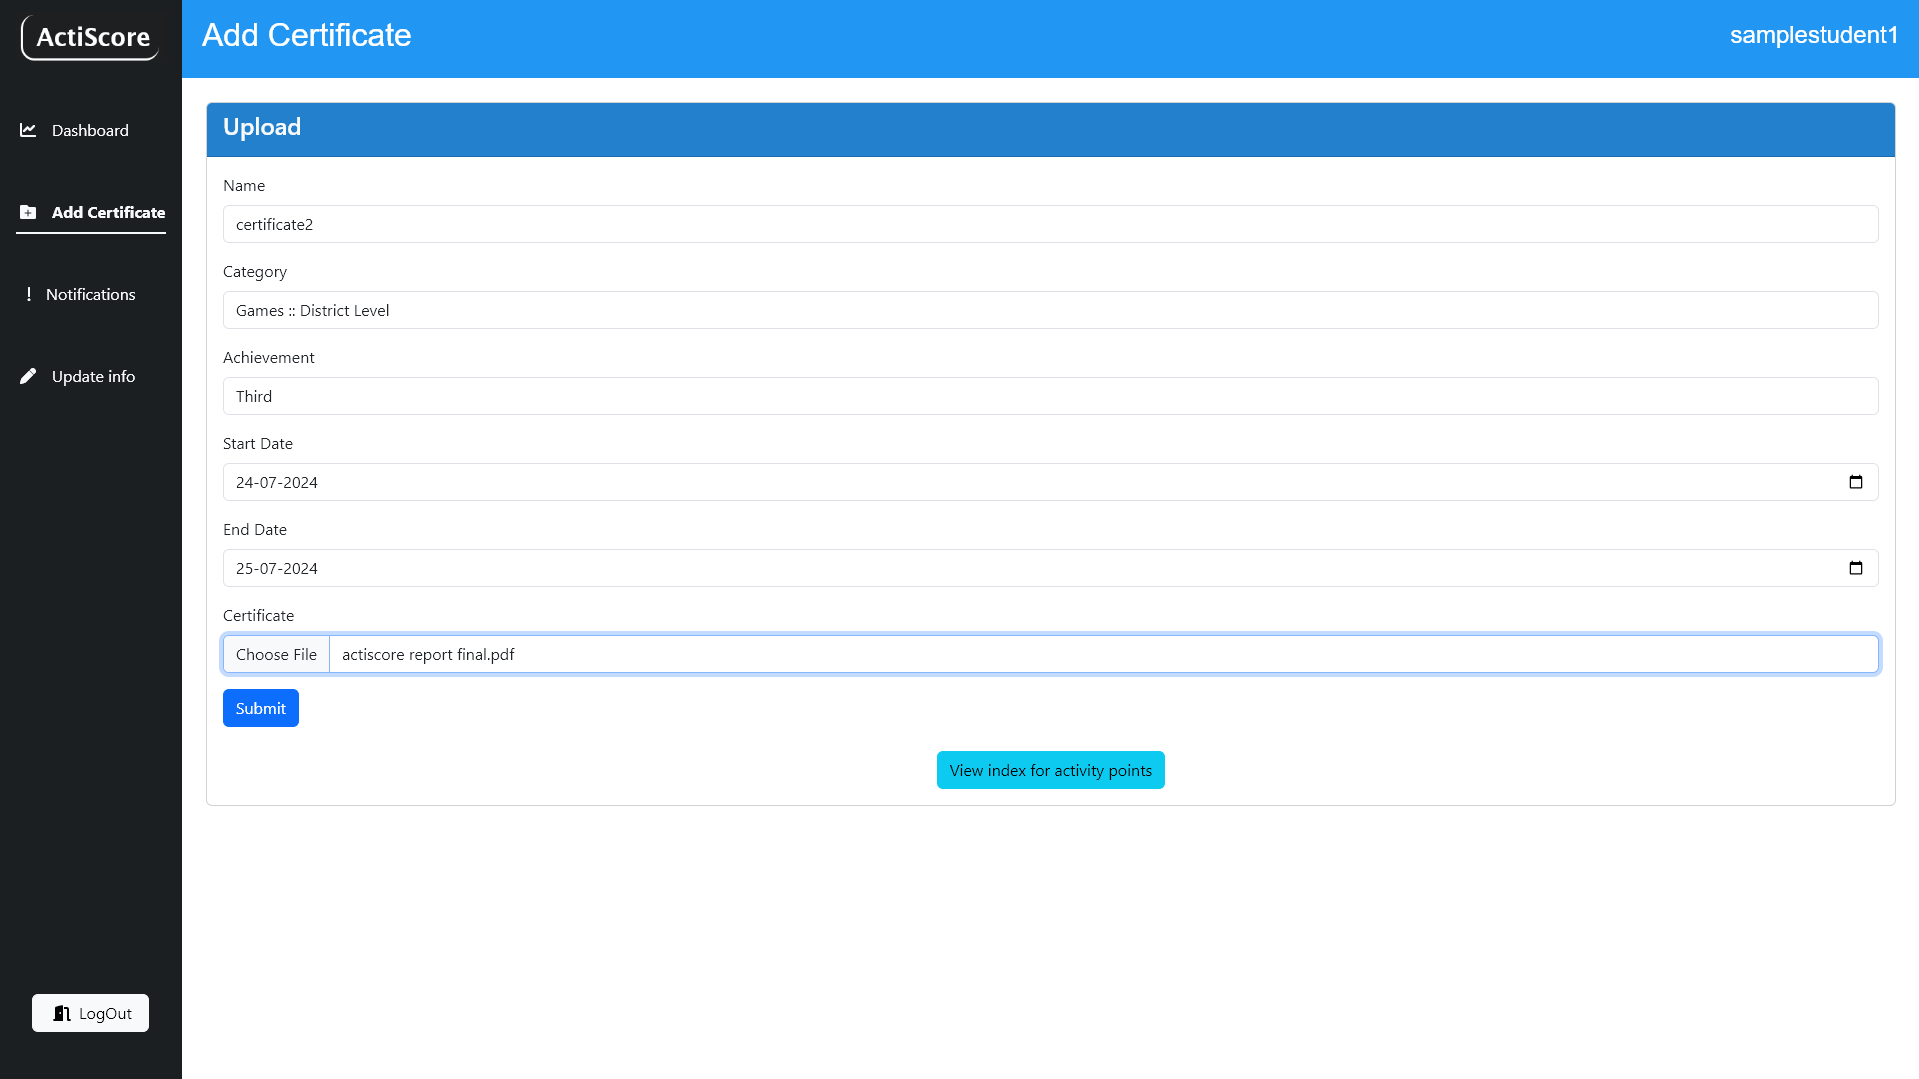 ActiScore
Add Certificate
samplestudent1
Dashboard
Add Certificate
Notifications
Update info
LogOut
Upload
Name
certificate2
Category
Games :: District Level
Achievement
Third
Start Date
24-07-2024
End Date
25-07-2024
Certificate
Choose File actiscore report final.pdf
Submit
View index for activity points